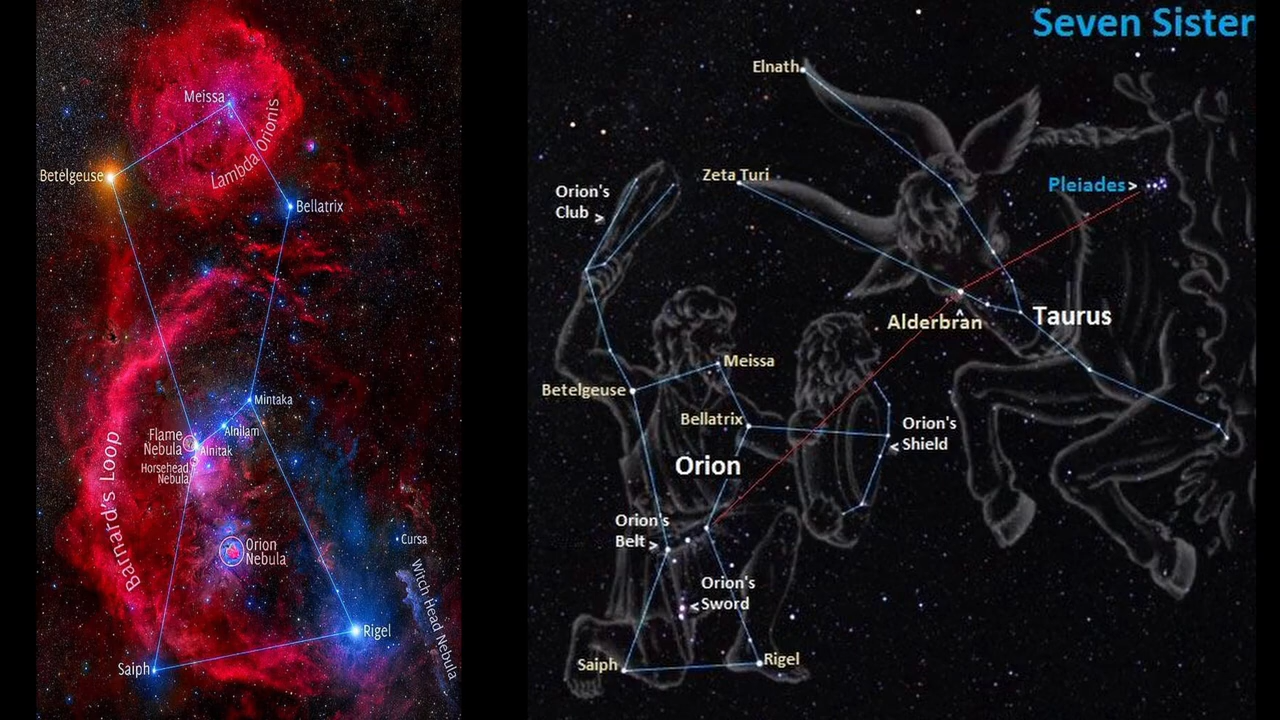 Meissa
Lambda Orionis
Betelgeuse
Bellatrix
Mintaka
Alnilam
Flame
Nebula
Alnitak
Horsehead
Nebula
Barnard's Loop
Orion
Nebula
Cursa
Witch Head Nebula
Rigel
Saiph
Seven Sister
Elnath
Zeta Turi
Orion's
Club >
Pleiades >
Alderbran
^
Taurus
Meissa
Betelgeuse
Bellatrix
Orion's
< Shield
Orion
Orion's
Belt >
Orion's
< Sword
Saiph
Rigel